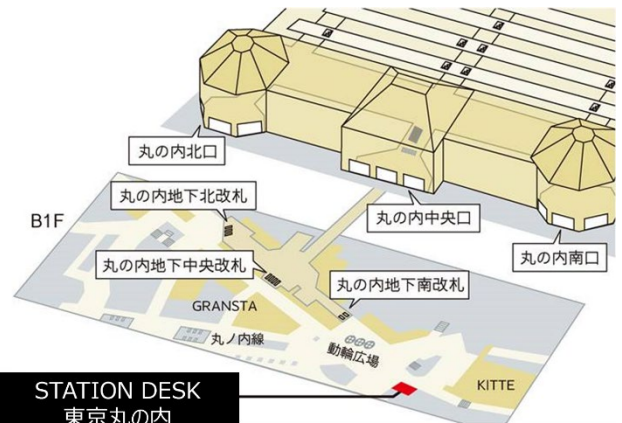 丸の内北口
丸の内中央口
丸の内南口
B1F
丸の内地下北改札
丸の内地下中央改札
丸の内地下南改札
GRANSTA
丸ノ内線
動輪広場
KITTE
STATION DESK
東京丸の内